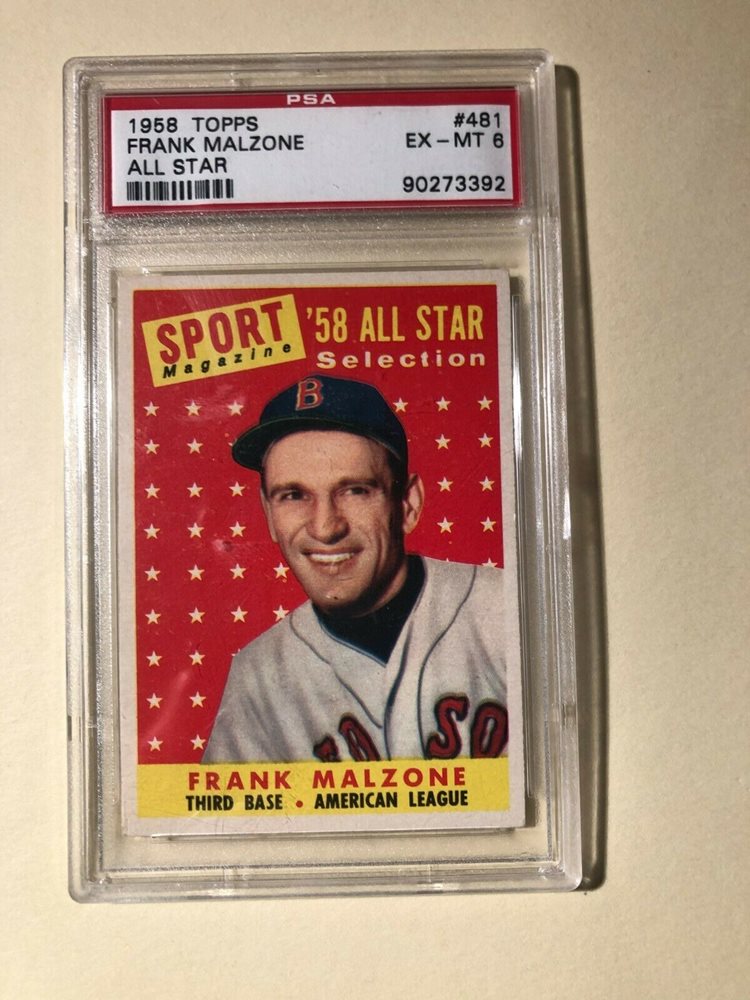 PSA
1958 TOPPS #481
FRANK MALZONE EX-MT 6
ALL STAR
90273392
SPORT '58 ALL STAR
Magazine Selection
B
SO
FRANK MALZONE
THIRD BASE • AMERICAN LEAGUE